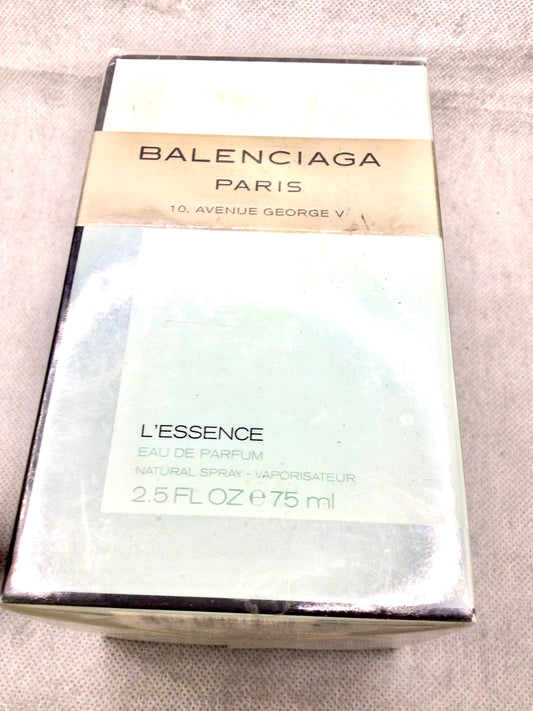 BALENCIAGA
PARIS
10, AVENUE GEORGE V
L'ESSENCE
EAU DE PARFUM
NATURAL SPRAY - VAPORISATEUR
2.5 FL OZ ℮ 75 ml